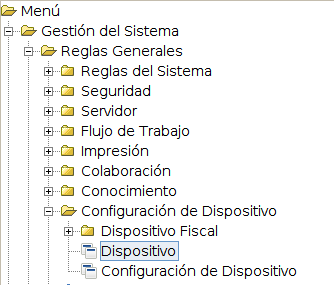 Menú
Gestión del Sistema
Reglas Generales
Reglas del Sistema
Seguridad
Servidor
Flujo de Trabajo
Impresión
Colaboración
Conocimiento
Configuración de Dispositivo
Dispositivo Fiscal
Dispositivo
Configuración de Dispositivo